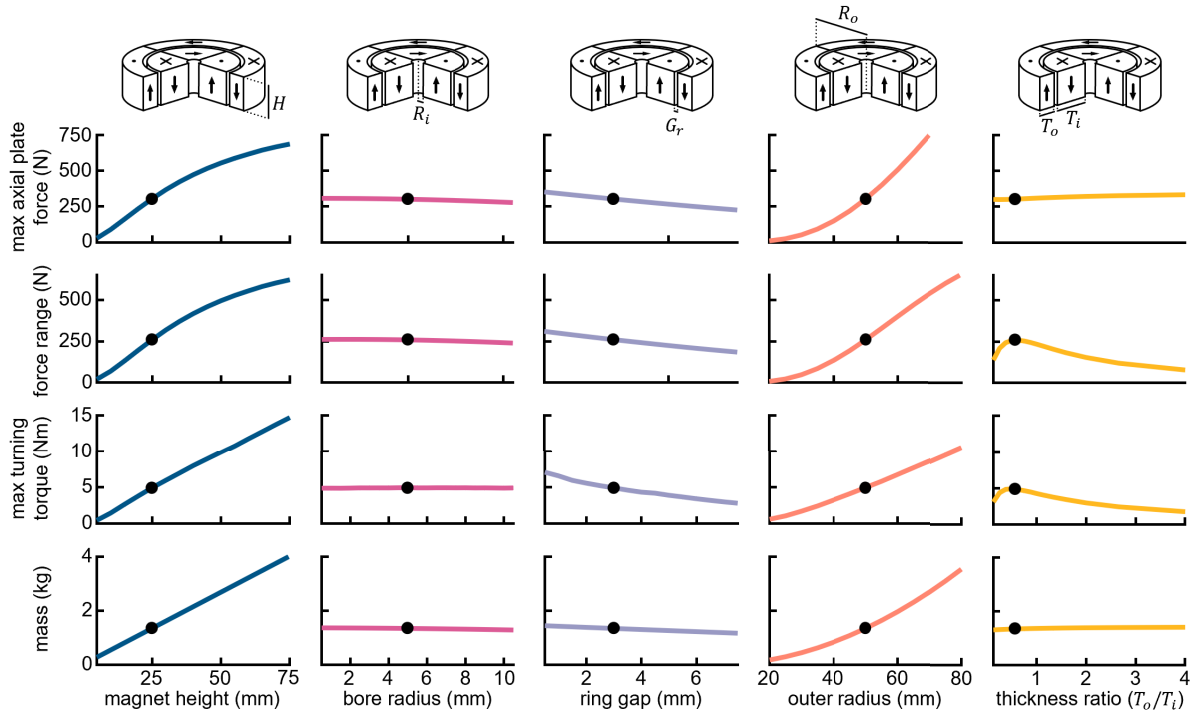 H
R_i
G_r
R_o
T_o
T_i
max axial plate
force (N)
750
500
250
0
force range (N)
500
250
0
max turning
torque (Nm)
15
10
5
0
mass (kg)
4
2
0
25 50 75
magnet height (mm)
2 4 6 8 10
bore radius (mm)
2 4 6
ring gap (mm)
20 40 60 80
outer radius (mm)
1 2 3 4
thickness ratio (T_o/T_i)